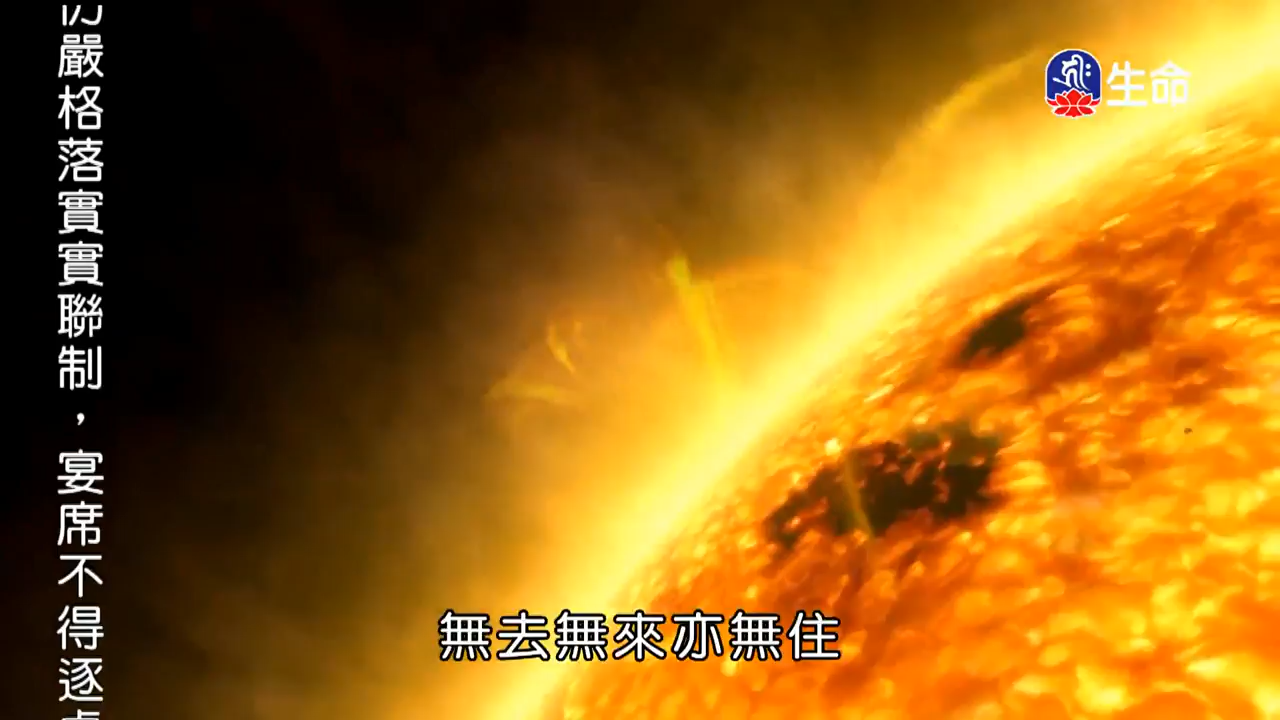 嚴格落實實聯制，宴席不得逐
生命
無去無來亦無住